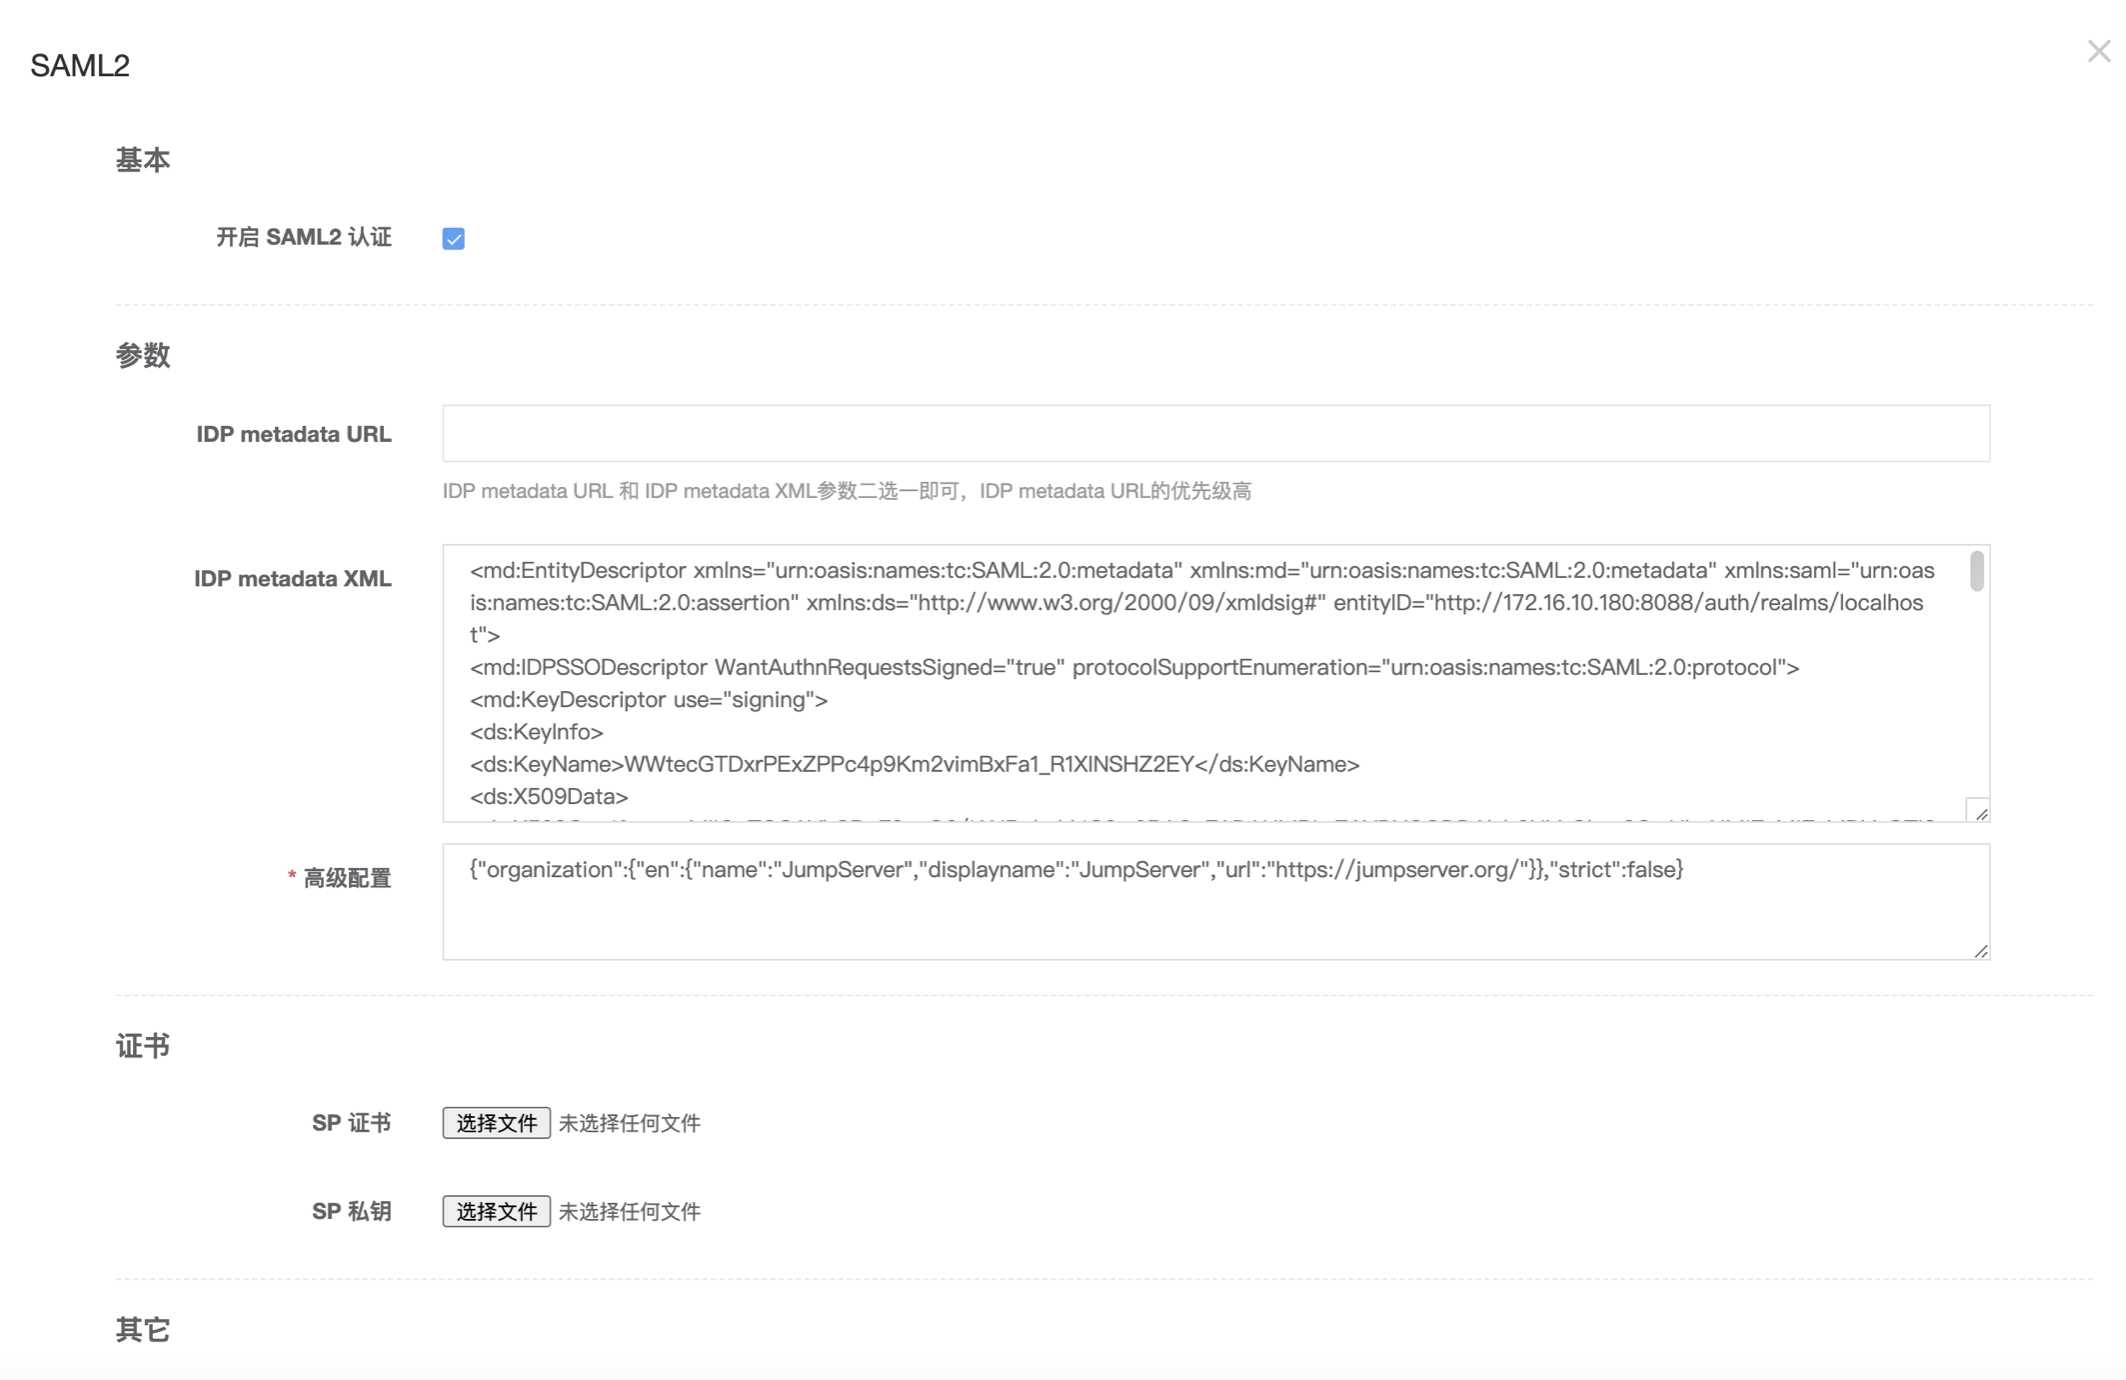 SAML2
基本
开启 SAML2 认证
参数
IDP metadata URL
IDP metadata URL 和 IDP metadata XML参数二选一即可，IDP metadata URL的优先级高
IDP metadata XML
<md:EntityDescriptor xmlns="urn:oasis:names:tc:SAML:2.0:metadata" xmlns:md="urn:oasis:names:tc:SAML:2.0:metadata" xmlns:saml="urn:oas
is:names:tc:SAML:2.0:assertion" xmlns:ds="http://www.w3.org/2000/09/xmldsig#" entityID="http://172.16.10.180:8088/auth/realms/localhos
t">
<md:IDPSSODescriptor WantAuthnRequestsSigned="true" protocolSupportEnumeration="urn:oasis:names:tc:SAML:2.0:protocol">
<md:KeyDescriptor use="signing">
<ds:KeyInfo>
<ds:KeyName>WWtecGTDxrPExZPPc4p9Km2vimBxFa1_R1XlNSHZ2EY</ds:KeyName>
<ds:X509Data>
* 高级配置
{"organization":{"en":{"name":"JumpServer","displayname":"JumpServer","url":"https://jumpserver.org/"}},"strict":false}
证书
SP 证书
选择文件 未选择任何文件
SP 私钥
选择文件 未选择任何文件
其它